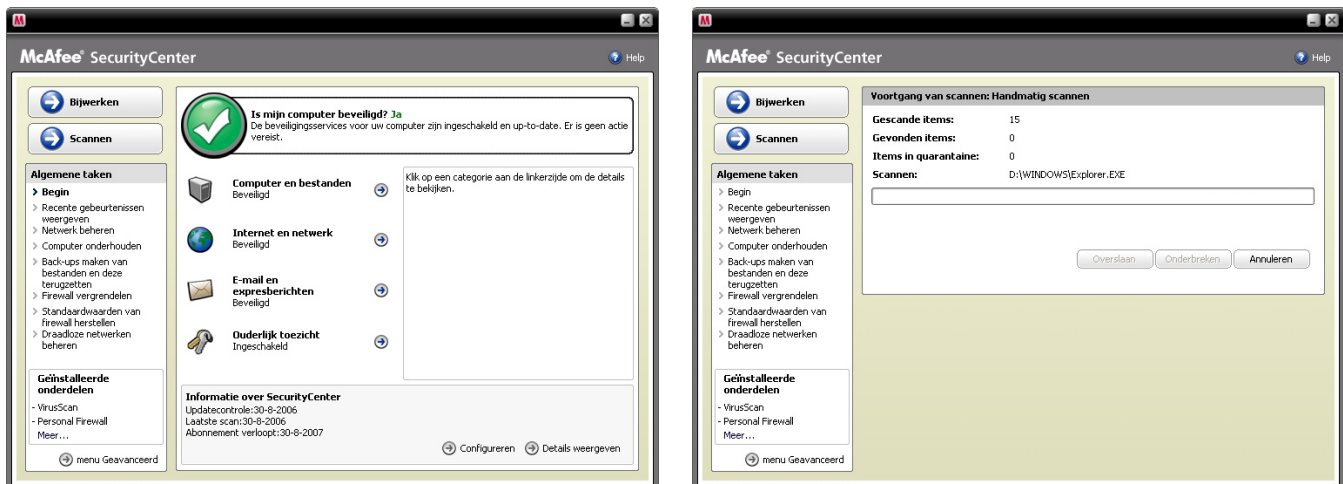 M
McAfee® SecurityCenter
Help
Bijwerken
Scannen
Algemene taken
Begin
Recente gebeurtenissen
weergeven
Netwerk beheren
Computer onderhouden
Back-ups maken van
bestanden en deze
terugzetten
Firewall vergrendelen
Standaardwaarden van
firewall herstellen
Draadloze netwerken
beheren
Geïnstalleerde
onderdelen
- VirusScan
- Personal Firewall
Meer...
menu Geavanceerd
Is mijn computer beveiligd? Ja
De beveiligingsservices voor uw computer zijn ingeschakeld en up-to-date. Er is geen actie
vereist.
Computer en bestanden
Beveiligd
Internet en netwerk
Beveiligd
E-mail en
expresberichten
Beveiligd
Ouderlijk toezicht
Ingeschakeld
Klik op een categorie aan de linkerzijde om de details
te bekijken.
Informatie over SecurityCenter
Updatecontrole:30-8-2006
Laatste scan:30-8-2006
Abonnement verloopt:30-8-2007
Configureren Details weergeven
M
McAfee® SecurityCenter
Help
Bijwerken
Scannen
Algemene taken
Begin
Recente gebeurtenissen
weergeven
Netwerk beheren
Computer onderhouden
Back-ups maken van
bestanden en deze
terugzetten
Firewall vergrendelen
Standaardwaarden van
firewall herstellen
Draadloze netwerken
beheren
Geïnstalleerde
onderdelen
- VirusScan
- Personal Firewall
Meer...
menu Geavanceerd
Voortgang van scannen: Handmatig scannen
Gescande items: 15
Gevonden items: 0
Items in quarantaine: 0
Scannen: D:\WINDOWS\Explorer.EXE
Overslaan Onderbreken Annuleren